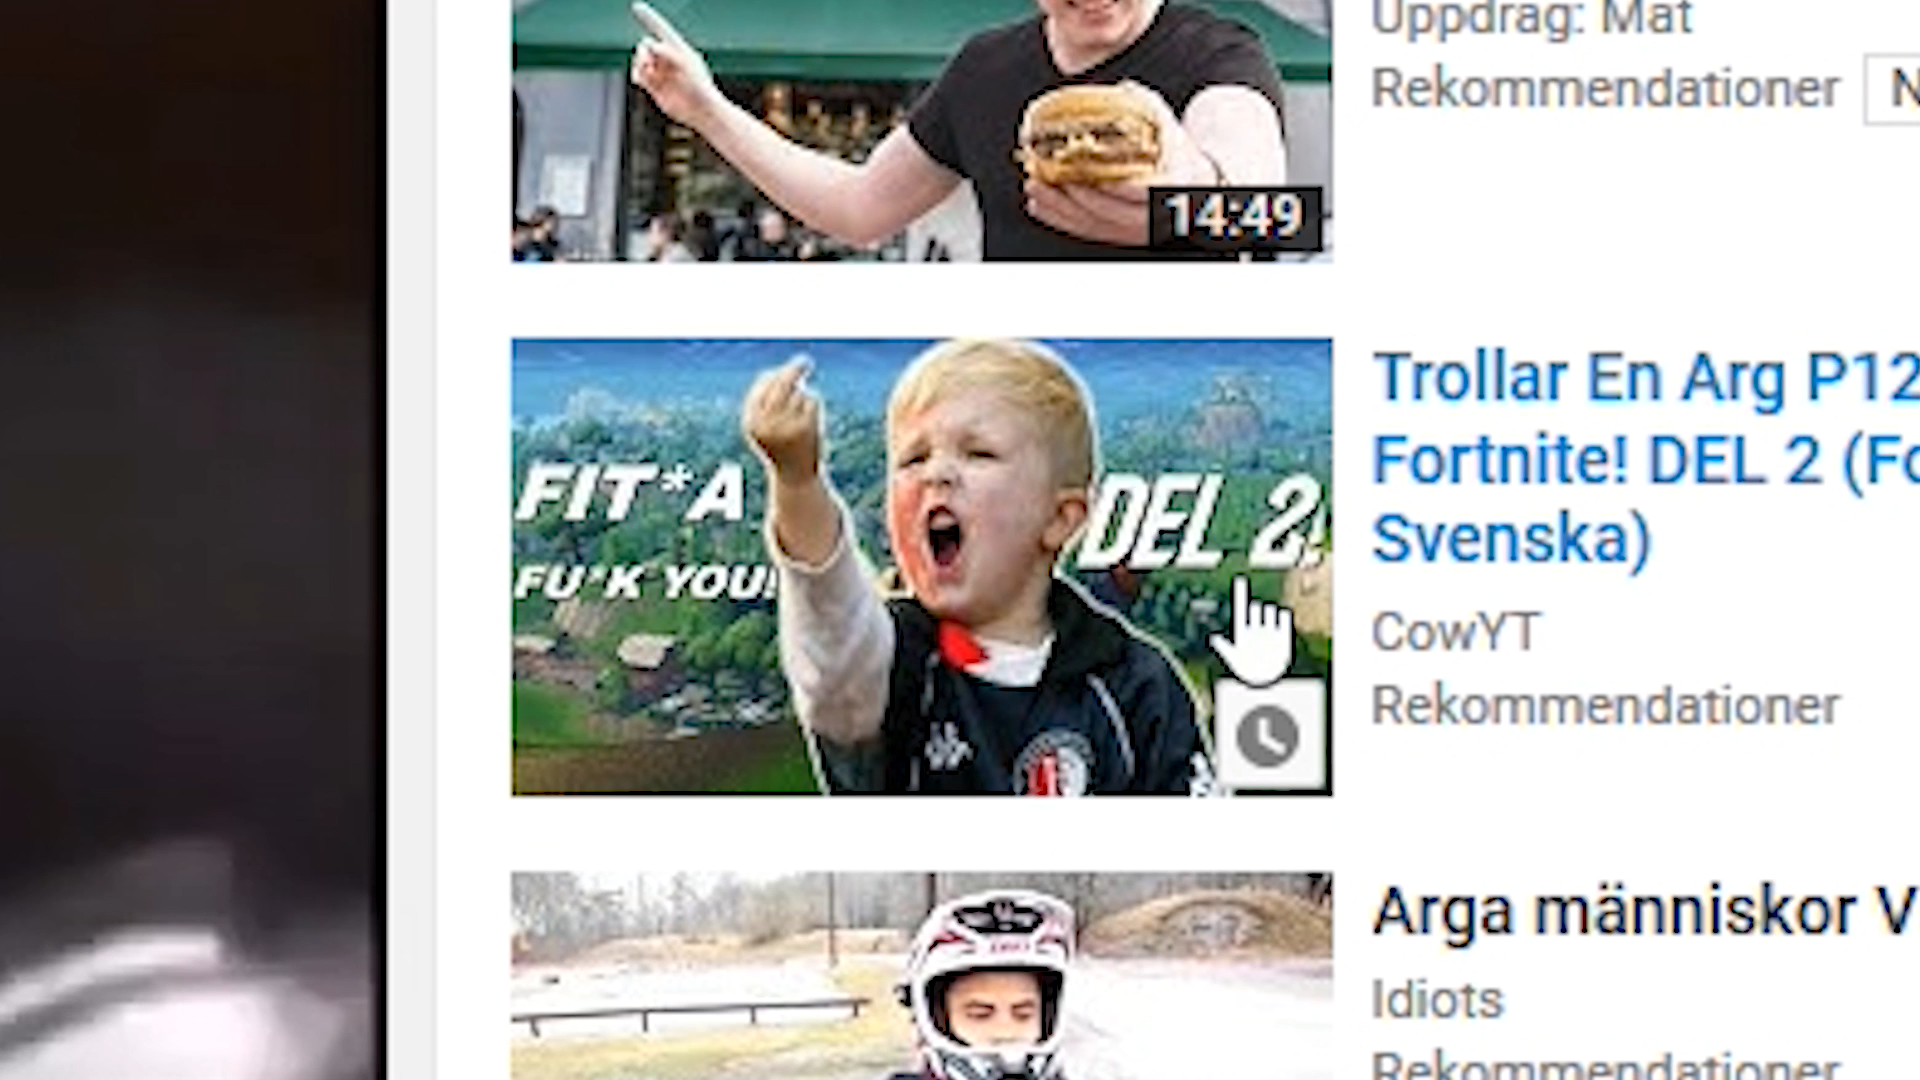 Uppdrag: Mat
Rekommendationer
N
14:49
Trollar En Arg P12
Fortnite! DEL 2 (Fo
Svenska)
CowYT
Rekommendationer
FIT*A
FU*K YOU!
DEL 2!
Arga människor V
Idiots
Rekommendationer